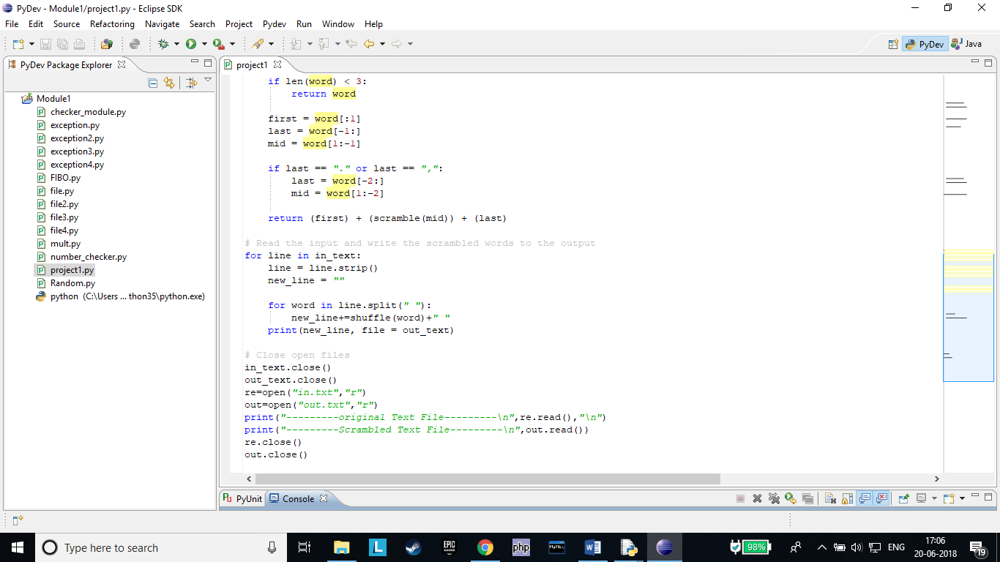 PyDev - Module1/project1.py - Eclipse SDK
File Edit Source Refactoring Navigate Search Project Pydev Run Window Help
PyDev Java
PyDev Package Explorer
Module1
checker_module.py
exception.py
exception2.py
exception3.py
exception4.py
FIBO.py
file.py
file2.py
file3.py
file4.py
mult.py
number_checker.py
project1.py
Random.py
python (C:\Users ... thon35\python.exe)
project1
if len(word) < 3:
return word
first = word[:1]
last = word[-1:]
mid = word[1:-1]
if last == "." or last == ",":
last = word[-2:]
mid = word[1:-2]
return (first) + (scramble(mid)) + (last)
# Read the input and write the scrambled words to the output
for line in in_text:
line = line.strip()
new_line = ""
for word in line.split(" "):
new_line+=shuffle(word)+" "
print(new_line, file = out_text)
# Close open files
in_text.close()
out_text.close()
re=open("in.txt","r")
out=open("out.txt","r")
print("---------original Text File---------\n",re.read(),"\n")
print("---------Scrambled Text File---------\n",out.read())
re.close()
out.close()
PyUnit Console
Type here to search
L
EPIC GAMES
php
MySQL
98%
ENG
17:06
20-06-2018
19